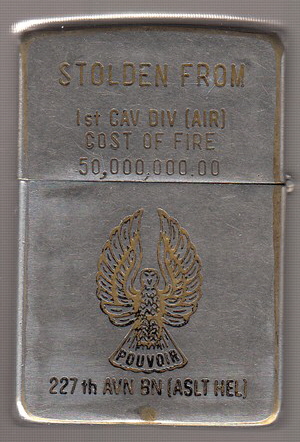 STOLDEN FROM
1st CAV DIV (AIR)
COST OF FIRE
50,000,000.00
POUVOIR
227th AVN BN (ASLT HEL)